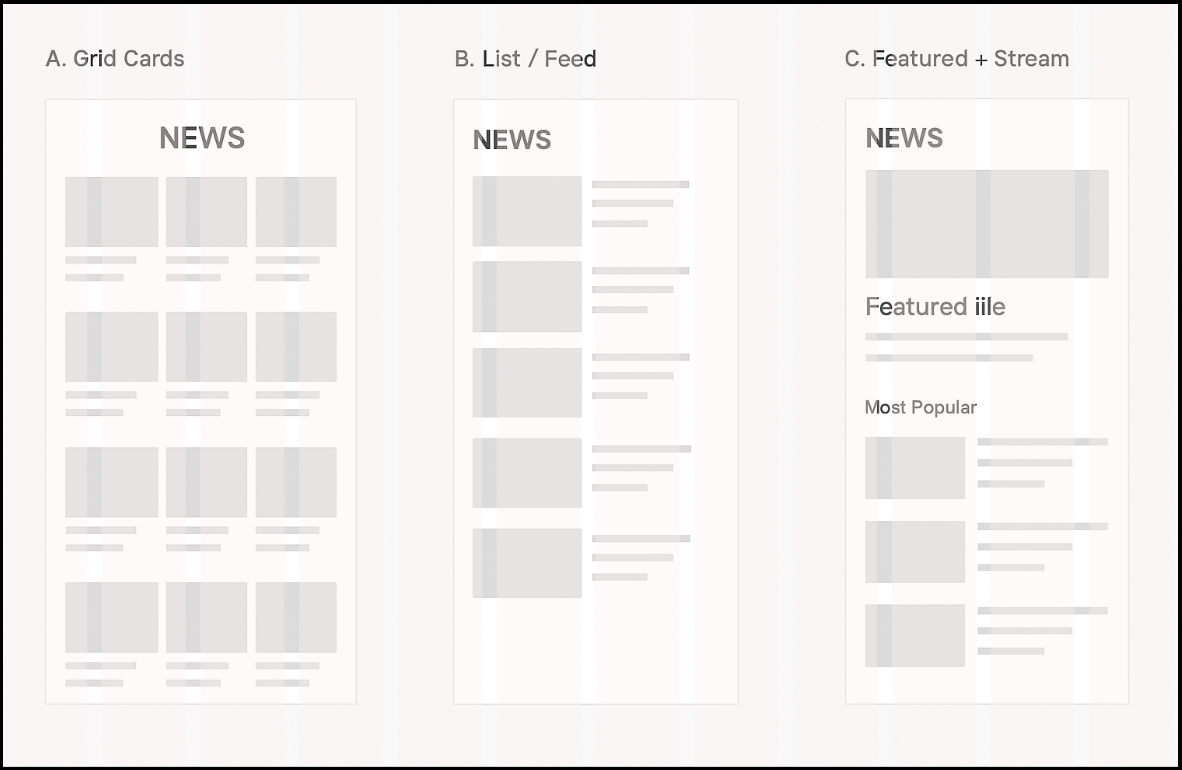 A. Grid Cards
NEWS
B. List / Feed
NEWS
C. Featured + Stream
NEWS
Featured iile
Most Popular